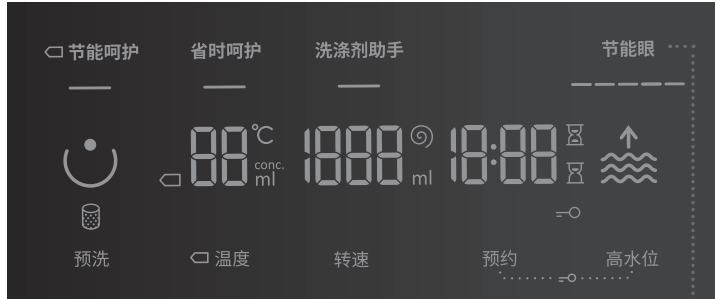 节能呵护 省时呵护 洗涤剂助手 节能眼
88 ℃ 1888 18:88
conc.
ml ml
预洗 温度 转速 预约 高水位